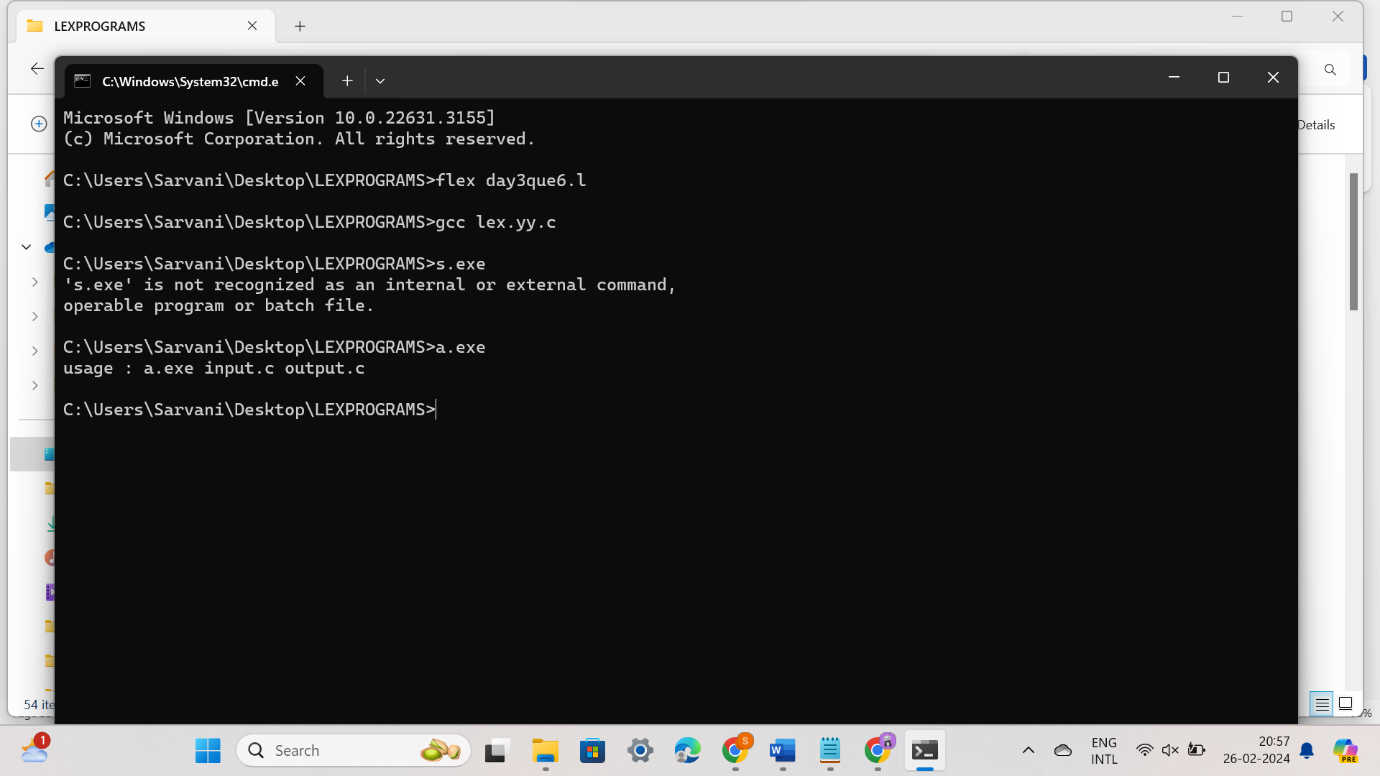 LEXPROGRAMS
C:\Windows\System32\cmd.e
Details
Microsoft Windows [Version 10.0.22631.3155]
(c) Microsoft Corporation. All rights reserved.
C:\Users\Sarvani\Desktop\LEXPROGRAMS>flex day3que6.l
C:\Users\Sarvani\Desktop\LEXPROGRAMS>gcc lex.yy.c
C:\Users\Sarvani\Desktop\LEXPROGRAMS>s.exe
's.exe' is not recognized as an internal or external command,
operable program or batch file.
C:\Users\Sarvani\Desktop\LEXPROGRAMS>a.exe
usage : a.exe input.c output.c
C:\Users\Sarvani\Desktop\LEXPROGRAMS>
54 ite
1
Search
S
W
PRE
ENG
INTL
20:57
26-02-2024